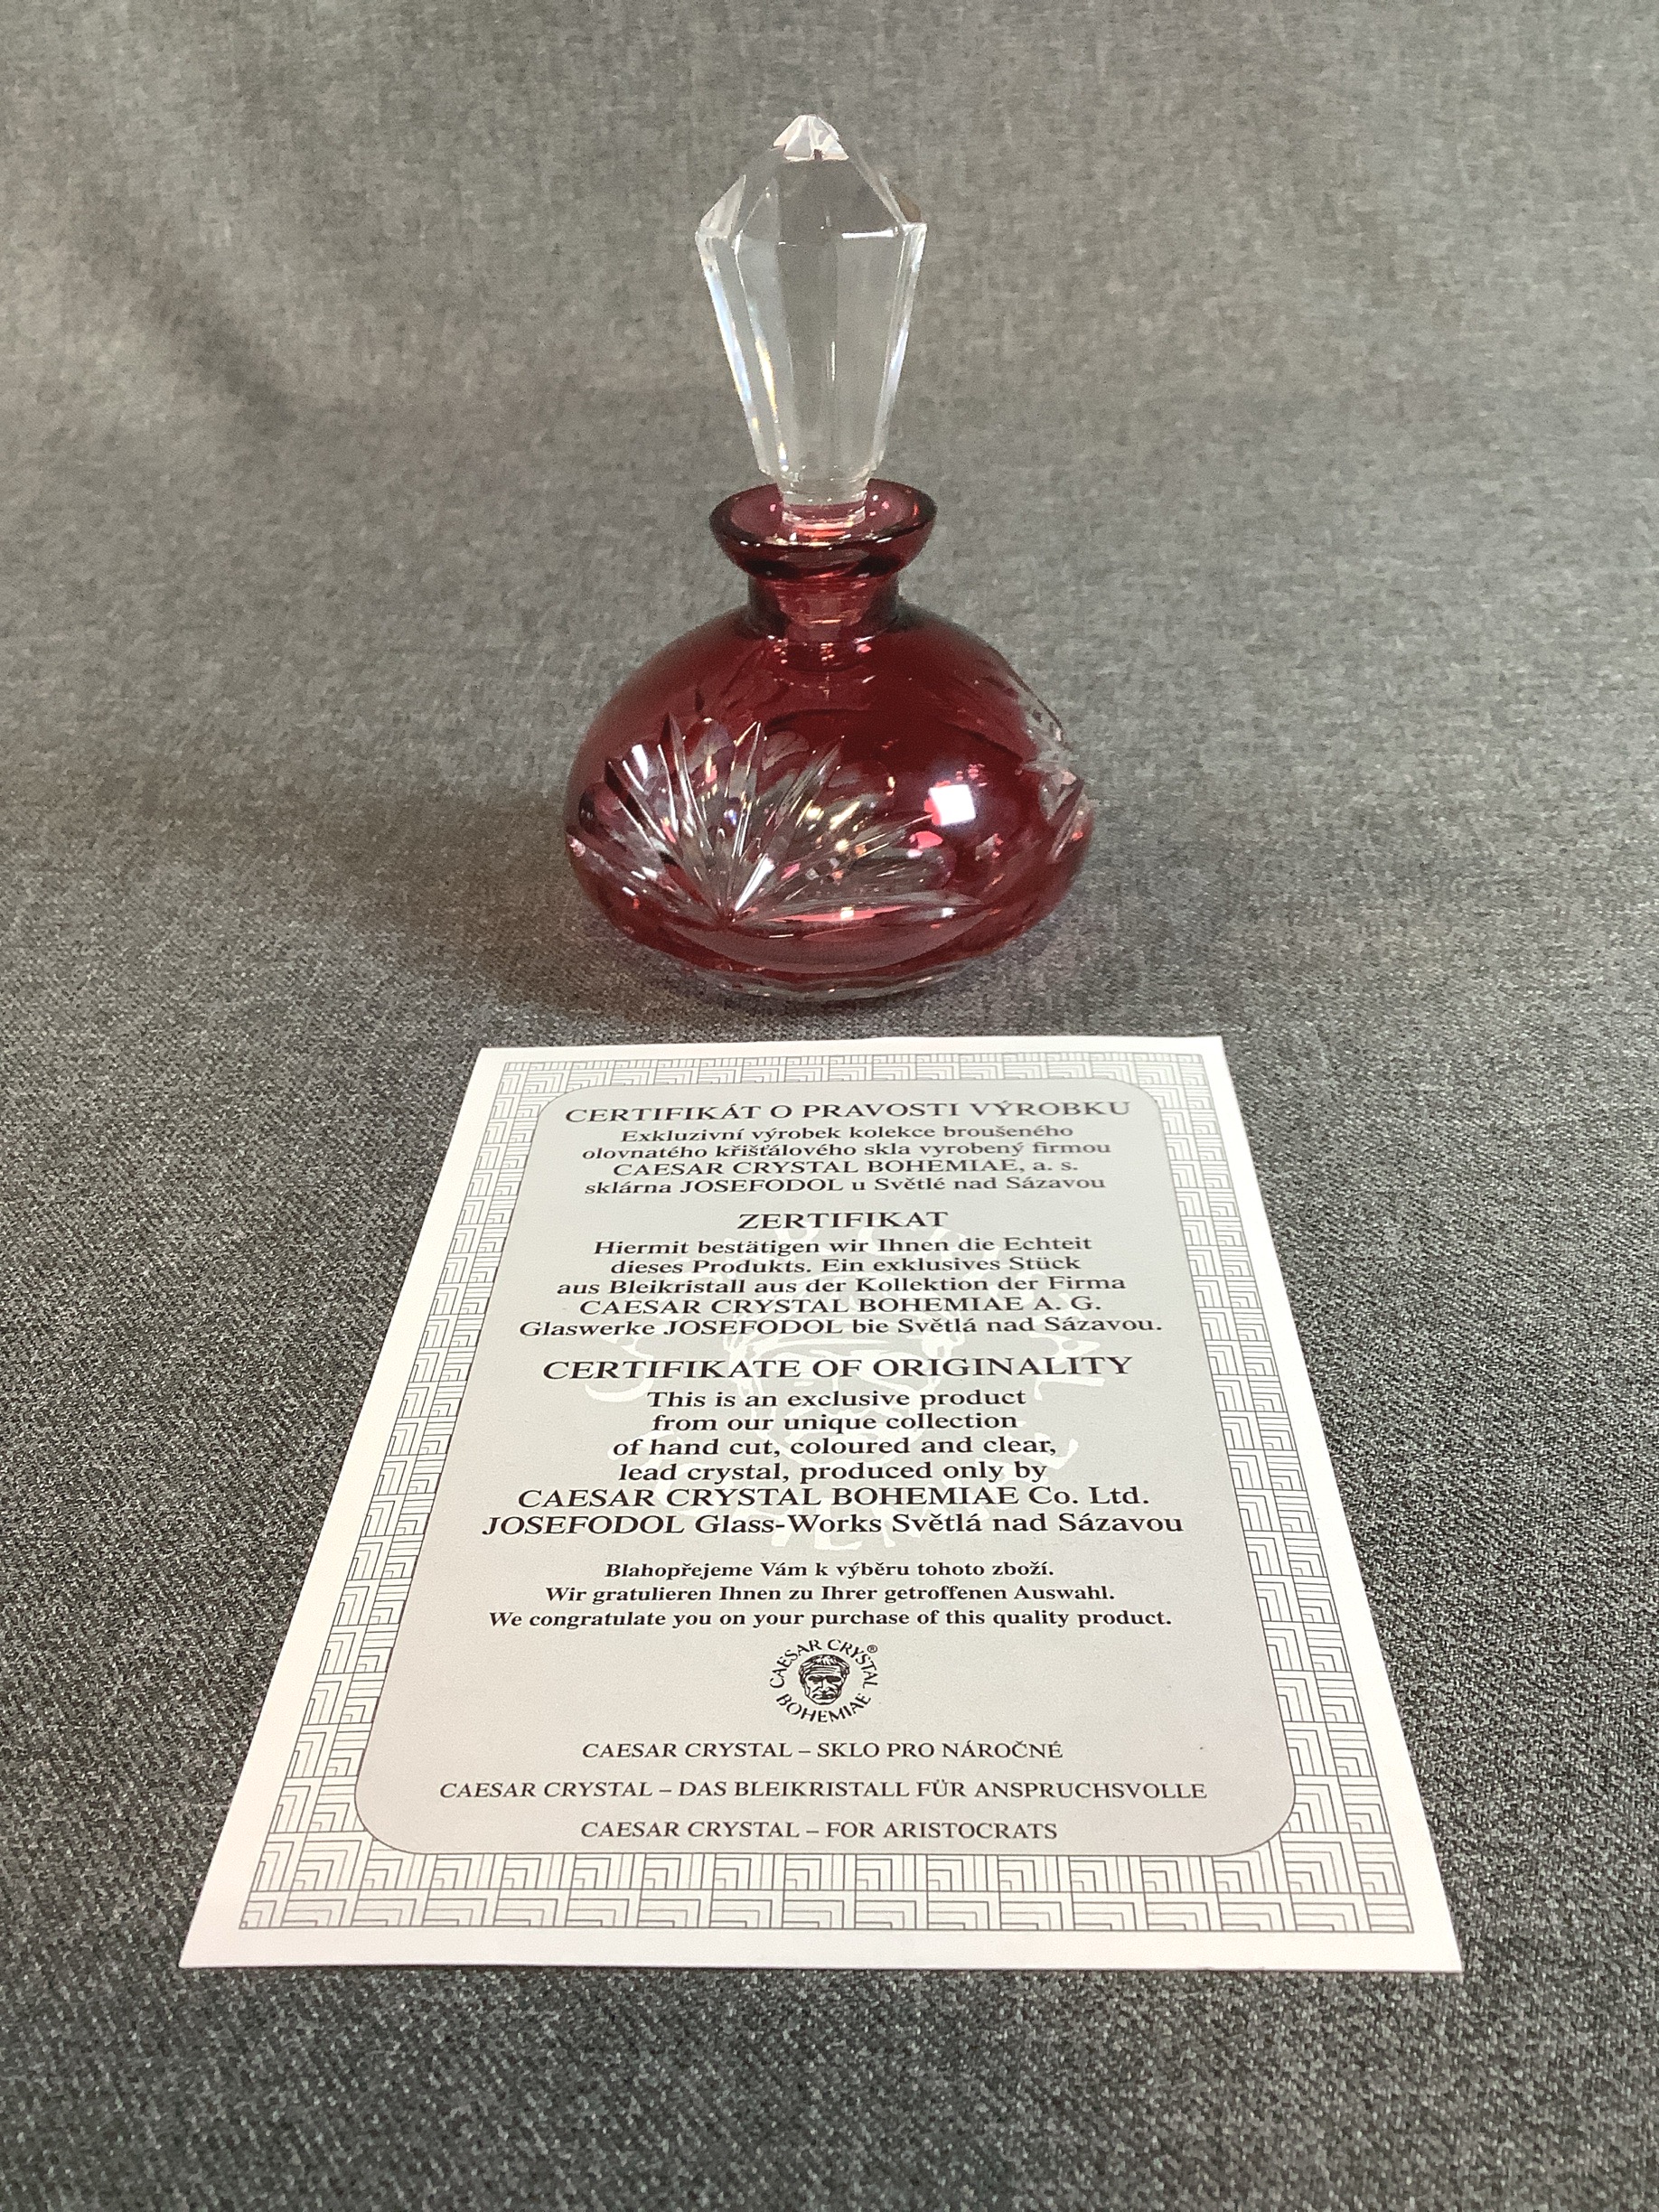 CERTIFIKÁT O PRAVOSTI VÝROBKU
Exkluzivní výrobek kolekce broušeného
olovnatého křišťálového skla vyrobený firmou
CAESAR CRYSTAL BOHEMIAE, a. s.
sklárna JOSEFODOL u Světlé nad Sázavou
ZERTIFIKAT
Hiermit bestätigen wir Ihnen die Echteit
dieses Produkts. Ein exklusives Stück
aus Bleikristall aus der Kollektion der Firma
CAESAR CRYSTAL BOHEMIAE A. G.
Glaswerke JOSEFODOL bie Světlá nad Sázavou.
CERTIFIKATE OF ORIGINALITY
This is an exclusive product
from our unique collection
of hand cut, coloured and clear,
lead crystal, produced only by
CAESAR CRYSTAL BOHEMIAE Co. Ltd.
JOSEFODOL Glass-Works Světlá nad Sázavou
Blahopřejeme Vám k výběru tohoto zboží.
Wir gratulieren Ihnen zu Ihrer getroffenen Auswahl.
We congratulate you on your purchase of this quality product.
CAESAR CRYSTAL®
BOHEMIAE
CAESAR CRYSTAL – SKLO PRO NÁROČNÉ
CAESAR CRYSTAL – DAS BLEIKRISTALL FÜR ANSPRUCHSVOLLE
CAESAR CRYSTAL – FOR ARISTOCRATS